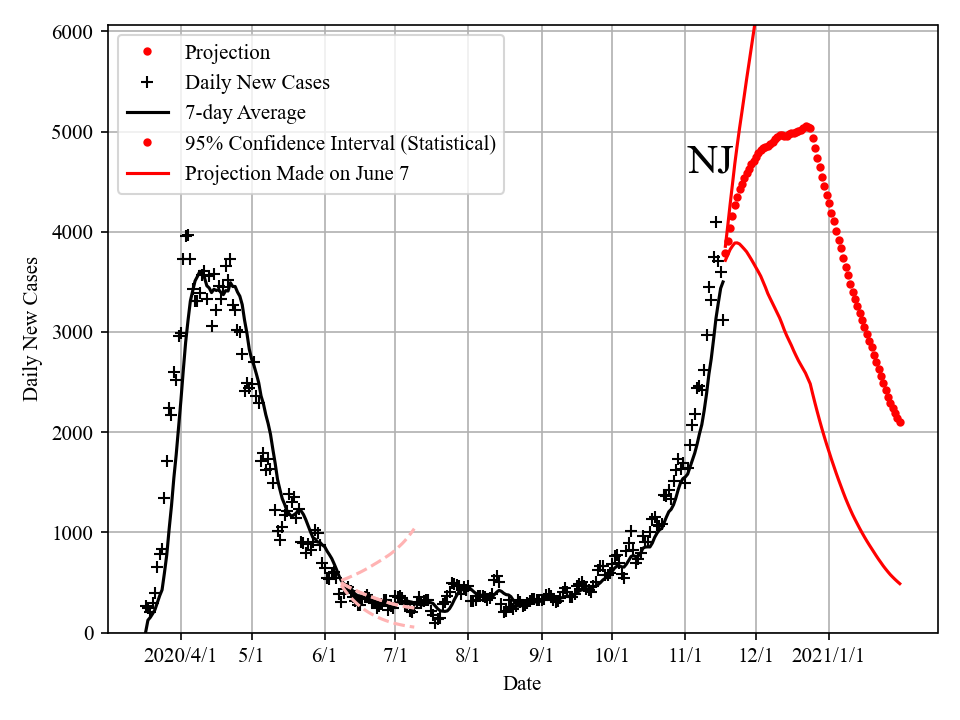 6000
5000
4000
3000
2000
1000
0
Daily New Cases
Projection
Daily New Cases
7-day Average
95% Confidence Interval (Statistical)
Projection Made on June 7
NJ
2020/4/1 5/1 6/1 7/1 8/1 9/1 10/1 11/1 12/1 2021/1/1
Date